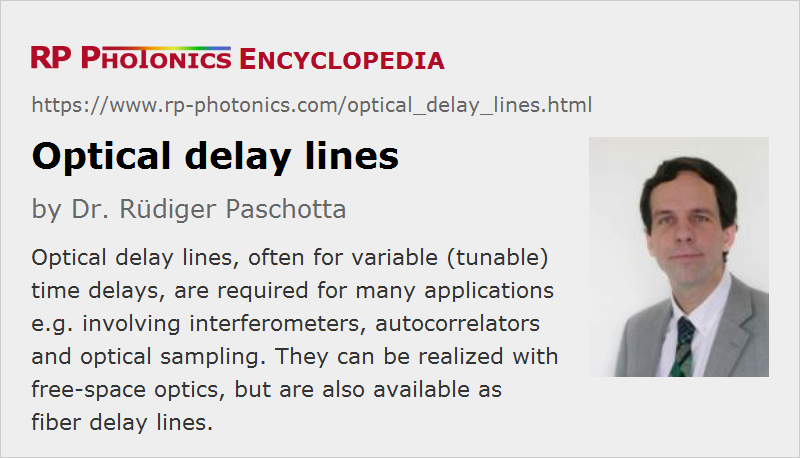 RP PHOTONICS ENCYCLOPEDIA
https://www.rp-photonics.com/optical_delay_lines.html
Optical delay lines
by Dr. Rüdiger Paschotta
Optical delay lines, often for variable (tunable)
time delays, are required for many applications
e.g. involving interferometers, autocorrelators
and optical sampling. They can be realized with
free-space optics, but are also available as
fiber delay lines.